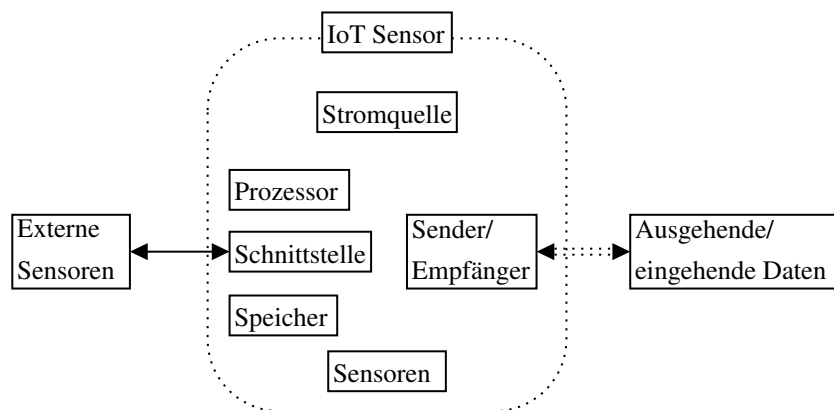 IoT Sensor
Stromquelle
Prozessor
Externe
Sensoren
Schnittstelle
Sender/
Empfänger
Ausgehende/
eingehende Daten
Speicher
Sensoren